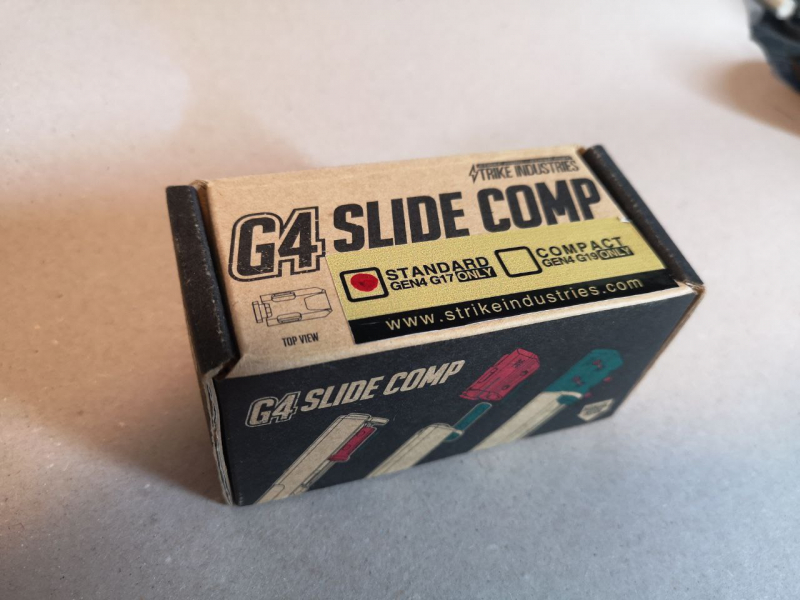 STRIKE INDUSTRIES
G4 SLIDE COMP
STANDARD
GEN4 G17 ONLY
COMPACT
GEN4 G19 ONLY
www.strikeindustries.com
TOP VIEW
G4 SLIDE COMP